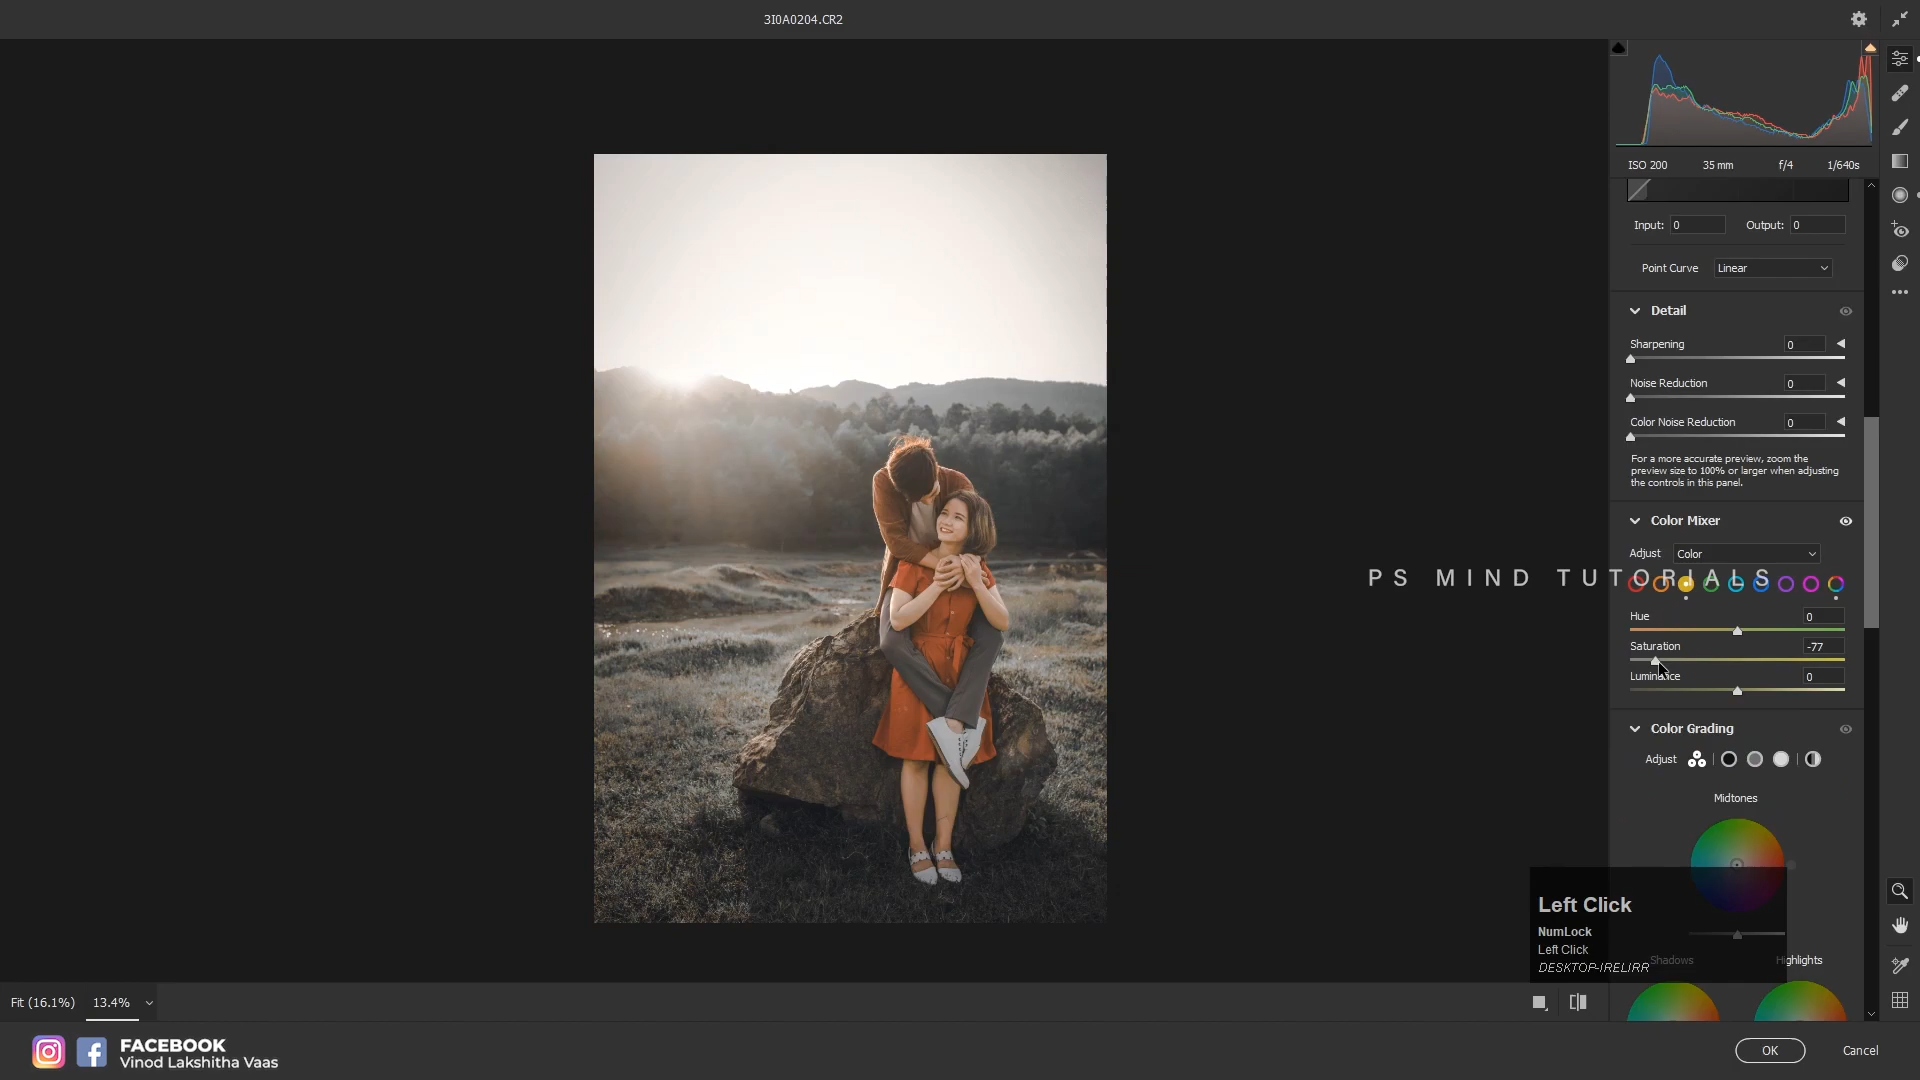 3I0A0204.CR2
ISO 200 35 mm f/4 1/640s
Input: 0 Output: 0
Point Curve Linear
Detail
Sharpening 0
Noise Reduction 0
Color Noise Reduction 0
For a more accurate preview, zoom the
preview size to 100% or larger when adjusting
the controls in this panel.
Color Mixer
Adjust Color
PS MIND TUTORIALS
Hue 0
Saturation -77
Luminance 0
Color Grading
Adjust
Midtones
Left Click
NumLock
Left Click
DESKTOP-IRELIRR
Shadows Highlights
Fit (16.1%) 13.4%
FACEBOOK
Vinod Lakshitha Vaas
OK Cancel